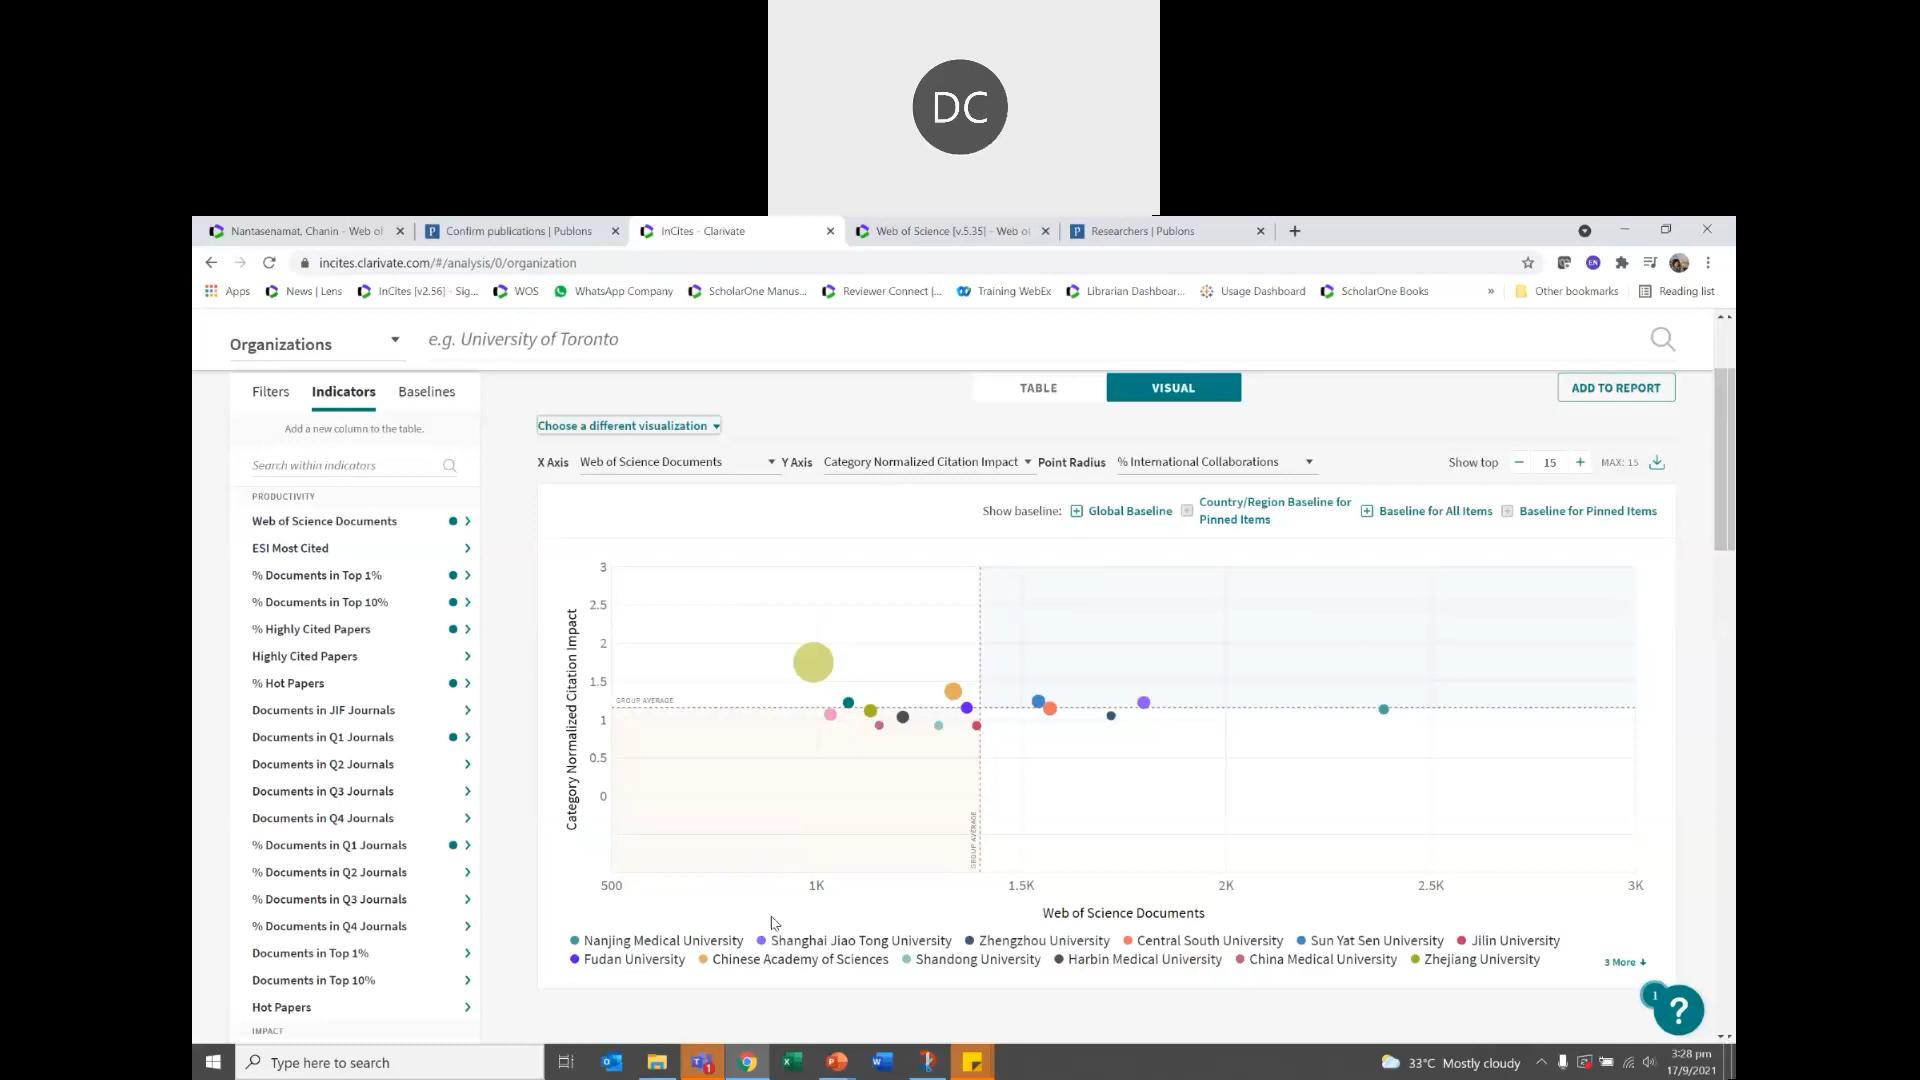 DC
Nantasenamat, Chanin - Web of
Confirm publications | Publons
InCites - Clarivate
Web of Science [v.5.35] - Web of
Researchers | Publons
incites.clarivate.com/#/analysis/0/organization
EN
Apps
News | Lens
InCites [v2.56] - Sig...
WOS
WhatsApp Company
ScholarOne Manus...
Reviewer Connect |...
Training WebEx
Librarian Dashboar...
Usage Dashboard
ScholarOne Books
»
Other bookmarks
Reading list
Organizations
e.g. University of Toronto
Filters Indicators Baselines
Add a new column to the table.
Search within indicators
PRODUCTIVITY
Web of Science Documents
ESI Most Cited
% Documents in Top 1%
% Documents in Top 10%
% Highly Cited Papers
Highly Cited Papers
% Hot Papers
Documents in JIF Journals
Documents in Q1 Journals
Documents in Q2 Journals
Documents in Q3 Journals
Documents in Q4 Journals
% Documents in Q1 Journals
% Documents in Q2 Journals
% Documents in Q3 Journals
% Documents in Q4 Journals
Documents in Top 1%
Documents in Top 10%
Hot Papers
IMPACT
TABLE VISUAL
ADD TO REPORT
Choose a different visualization
X Axis Web of Science Documents Y Axis Category Normalized Citation Impact Point Radius % International Collaborations
Show top − 15 + MAX: 15
Show baseline: Global Baseline
Country/Region Baseline for
Pinned Items
Baseline for All Items
Baseline for Pinned Items
Category Normalized Citation Impact
3
2.5
2
1.5
1
0.5
0
GROUP AVERAGE
GROUP AVERAGE
500 1K 1.5K 2K 2.5K 3K
Web of Science Documents
Nanjing Medical University Shanghai Jiao Tong University Zhengzhou University Central South University Sun Yat Sen University Jilin University
Fudan University Chinese Academy of Sciences Shandong University Harbin Medical University China Medical University Zhejiang University
3 More
1
?
Type here to search
1
33°C Mostly cloudy
3:28 pm
17/9/2021